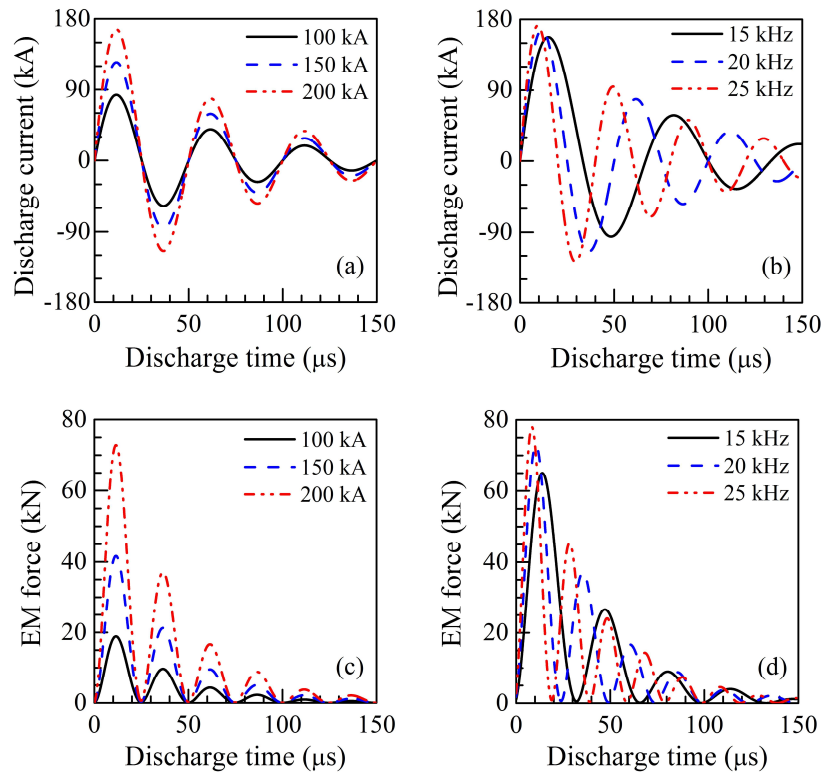 180
90
0
-90
-180
Discharge current (kA)
100 kA
150 kA
200 kA
(a)
0 50 100 150
Discharge time (μs)
180
90
0
-90
-180
Discharge current (kA)
15 kHz
20 kHz
25 kHz
(b)
0 50 100 150
Discharge time (μs)
80
60
40
20
0
EM force (kN)
100 kA
150 kA
200 kA
(c)
0 50 100 150
Discharge time (μs)
80
60
40
20
0
EM force (kN)
15 kHz
20 kHz
25 kHz
(d)
0 50 100 150
Discharge time (μs)